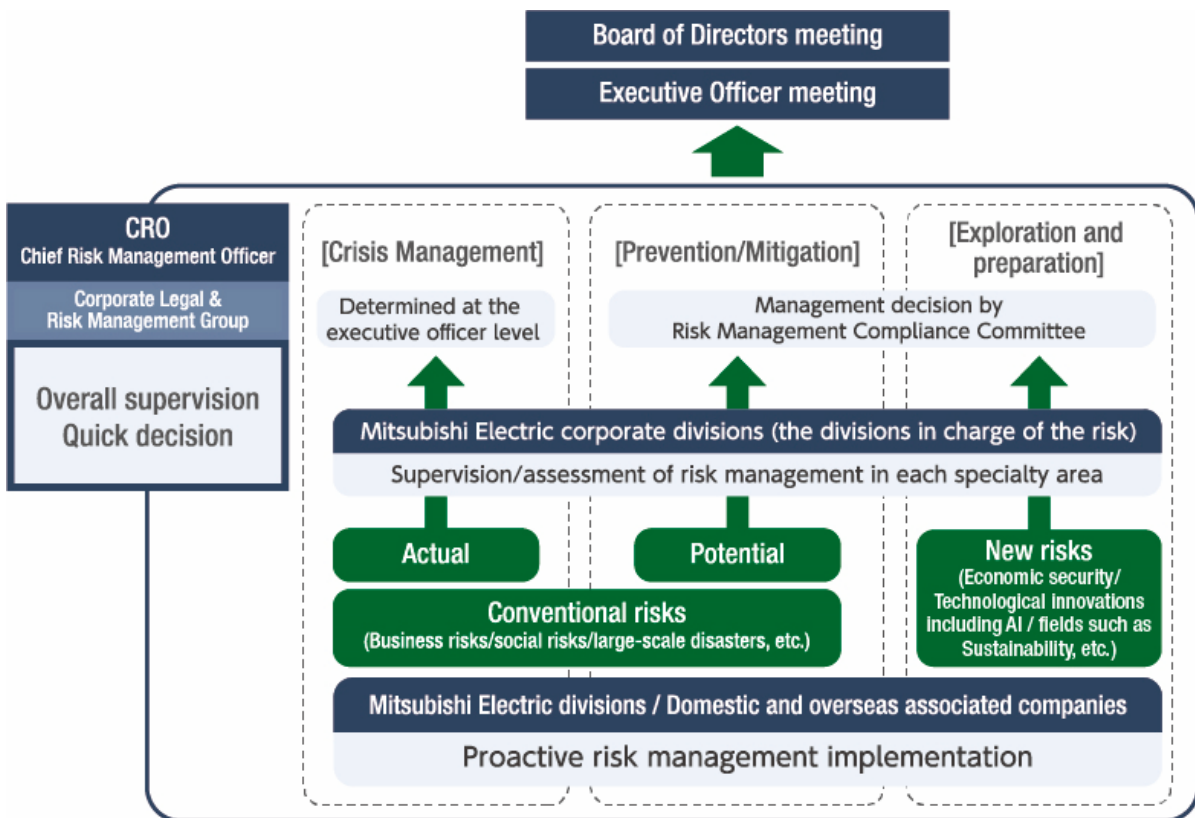 Board of Directors meeting
Executive Officer meeting
CRO
Chief Risk Management Officer
Corporate Legal &
Risk Management Group
Overall supervision
Quick decision
[Crisis Management]
[Prevention/Mitigation]
[Exploration and
preparation]
Determined at the
executive officer level
Management decision by
Risk Management Compliance Committee
Mitsubishi Electric corporate divisions (the divisions in charge of the risk)
Supervision/assessment of risk management in each specialty area
Actual
Potential
Conventional risks
(Business risks/social risks/large-scale disasters, etc.)
New risks
(Economic security/
Technological innovations
including AI / fields such as
Sustainability, etc.)
Mitsubishi Electric divisions / Domestic and overseas associated companies
Proactive risk management implementation